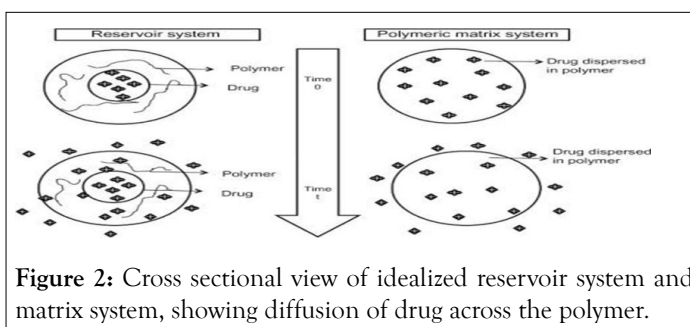 Reservoir system
Polymeric matrix system
Polymer
Drug
Time
0
Drug dispersed
in polymer
Polymer
Drug
Time
t
Drug dispersed
in polymer
Figure 2: Cross sectional view of idealized reservoir system and
matrix system, showing diffusion of drug across the polymer.